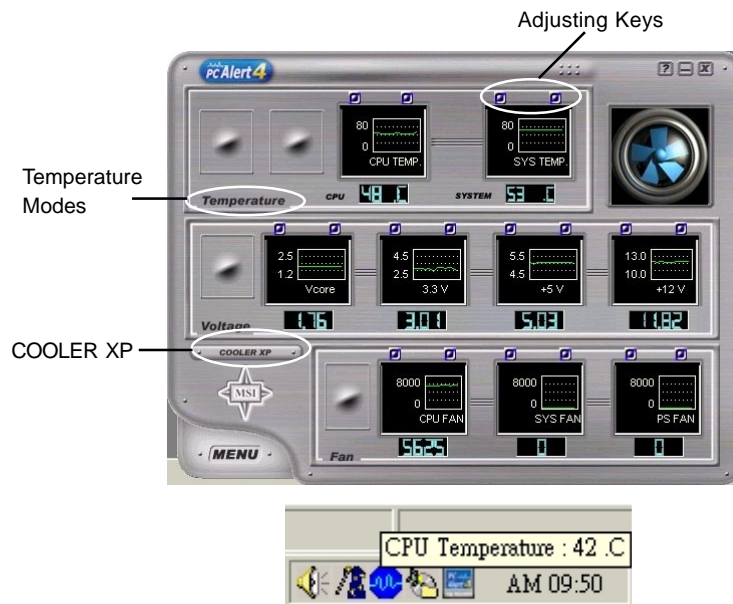 Adjusting Keys
PC Alert 4
80
0
CPU TEMP.
80
0
SYS TEMP.
Temperature Modes
Temperature
CPU 48 .C
SYSTEM 53 .C
2.5
1.2
Vcore
4.5
2.5
3.3 V
5.5
4.5
+5 V
13.0
10.0
+12 V
Voltage
1.76
3.01
5.03
11.82
COOLER XP
COOLER XP
MSI
8000
0
CPU FAN
8000
0
SYS FAN
8000
0
PS FAN
MENU
Fan
5625
0
0
CPU Temperature : 42 .C
AM 09:50